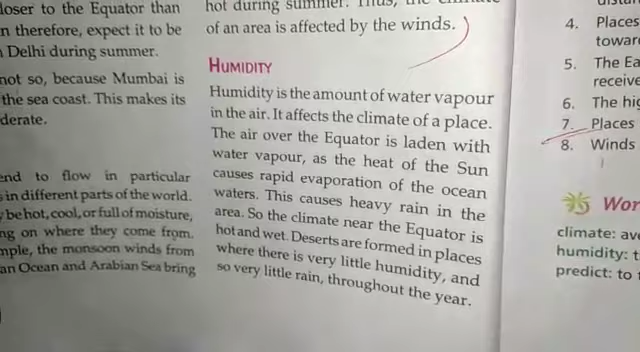 loser to the Equator than
n therefore, expect it to be
Delhi during summer.
not so, because Mumbai is
the sea coast. This makes its
derate.
end to flow in particular
in different parts of the world.
be hot, cool, or full of moisture,
ng on where they come from.
mple, the monsoon winds from
an Ocean and Arabian Sea bring
hot during summer. Thus, the
of an area is affected by the winds.
HUMIDITY
Humidity is the amount of water vapour
in the air. It affects the climate of a place.
The air over the Equator is laden with
water vapour, as the heat of the Sun
causes rapid evaporation of the ocean
waters. This causes heavy rain in the
area. So the climate near the Equator is
hot and wet. Deserts are formed in places
where there is very little humidity, and
so very little rain, throughout the year.
4. Places
towar
5. The Ea
receive
6. The hig
7. Places
8. Winds
Wor
climate: av
humidity: t
predict: to